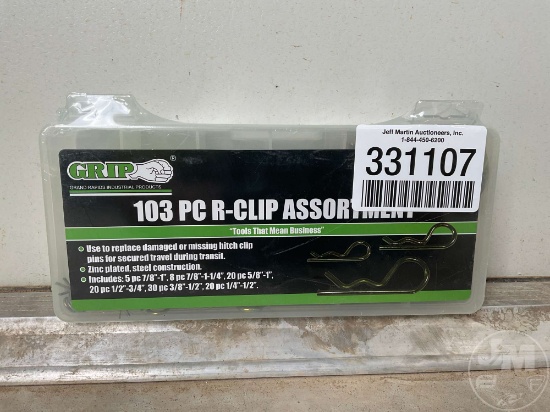 Jeff Martin Auctioneers, Inc.
1-844-450-6200
331107
GRIP®
GRAND RAPIDS INDUSTRIAL PRODUCTS
103 PC R-CLIP ASSORTMENT
"Tools That Mean Business"
Use to replace damaged or missing hitch clip
pins for secured travel during transit.
Zinc plated, steel construction.
Includes: 5 pc 7/8"-1", 8 pc 7/8"-1-1/4", 20 pc 5/8"-1",
20 pc 1/2"-3/4", 30 pc 3/8"-1/2", 20 pc 1/4"-1/2".
JM